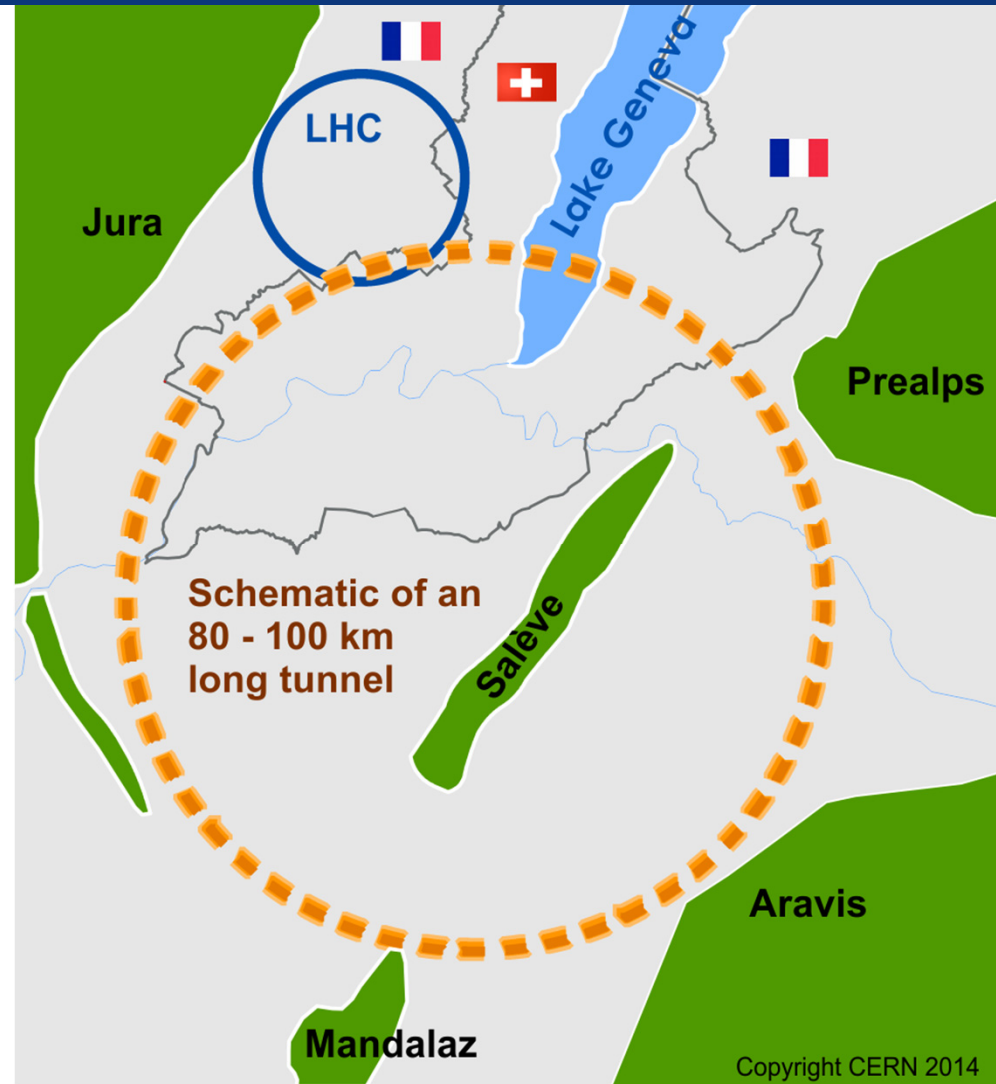 LHC
Lake Geneva
Jura
Prealps
Schematic of an
80 - 100 km
long tunnel
Salève
Aravis
Mandalaz
Copyright CERN 2014